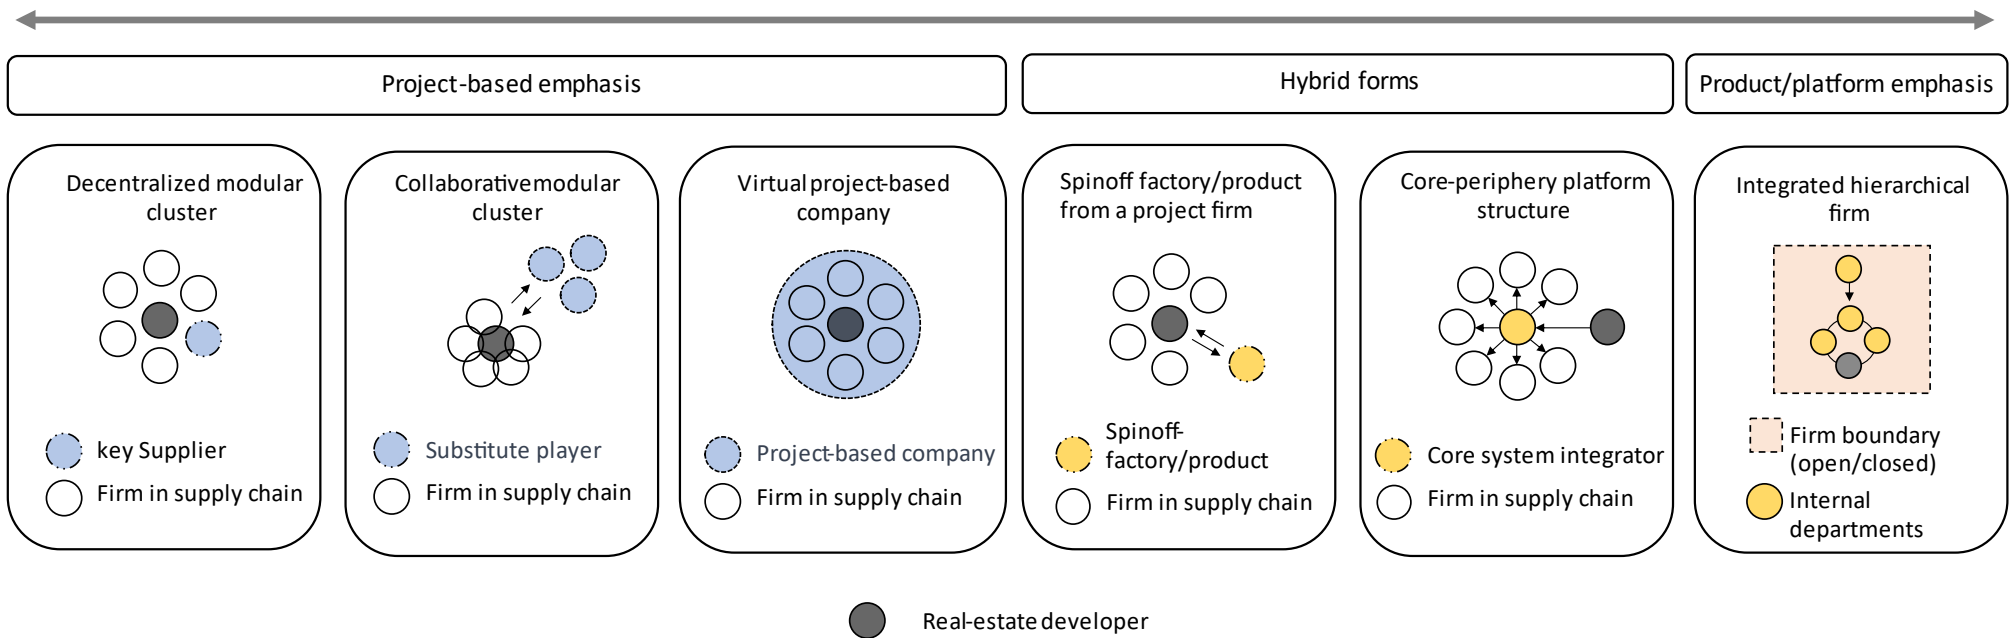 Project-based emphasis
Hybrid forms
Product/platform emphasis
Decentralized modular
cluster
key Supplier
Firm in supply chain
Collaborativemodular
cluster
Substitute player
Firm in supply chain
Virtual project-based
company
Project-based company
Firm in supply chain
Spinoff factory/product
from a project firm
Spinoff-
factory/product
Firm in supply chain
Core-periphery platform
structure
Core system integrator
Firm in supply chain
Integrated hierarchical
firm
Firm boundary
(open/closed)
Internal
departments
Real-estate developer